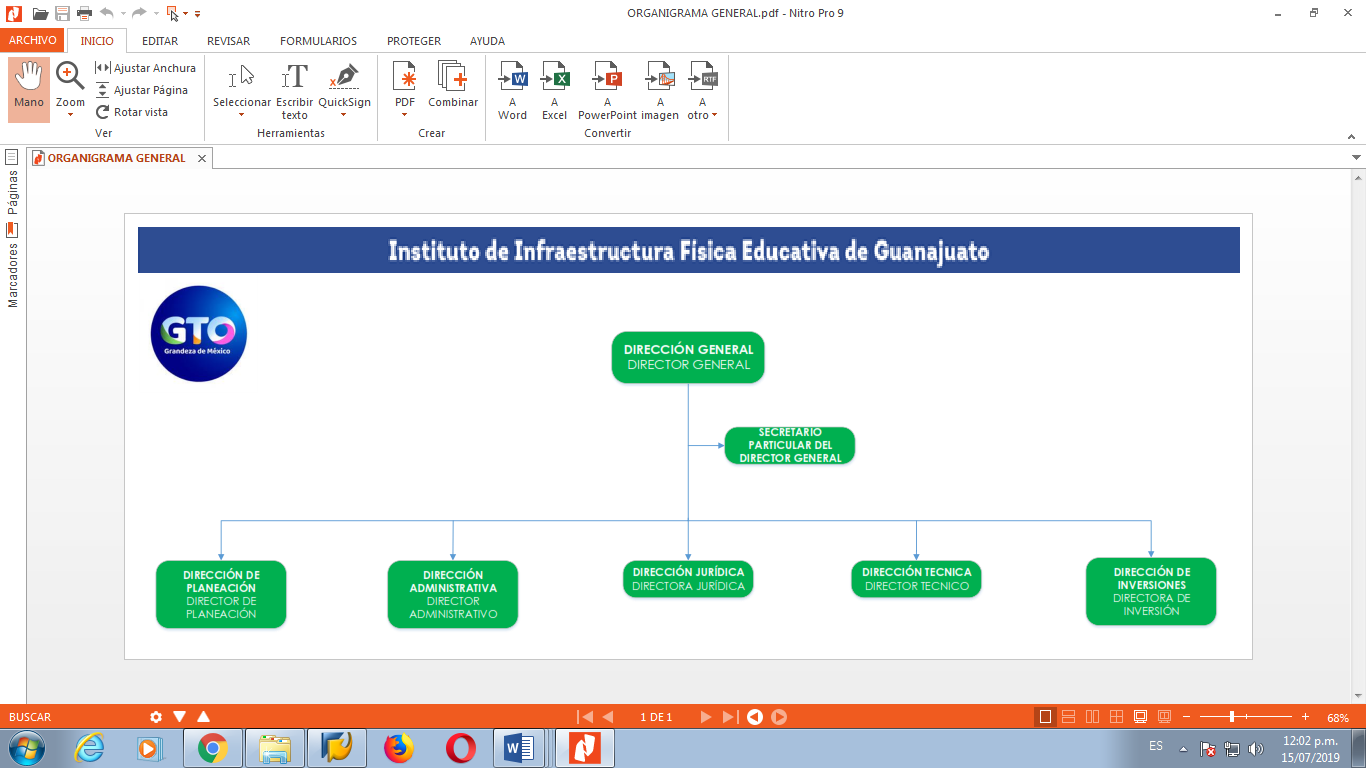 ORGANIGRAMA GENERAL.pdf - Nitro Pro 9
ARCHIVO INICIO EDITAR REVISAR FORMULARIOS PROTEGER AYUDA
Mano
Zoom
Ajustar Anchura
Ajustar Página
Rotar vista
Ver
Seleccionar
Escribir
texto
QuickSign
Herramientas
PDF
Combinar
Crear
A
Word
A
Excel
A
PowerPoint
A
imagen
A
otro
Convertir
ORGANIGRAMA GENERAL
Páginas
Marcadores
Instituto de Infraestructura Física Educativa de Guanajuato
GTO
Grandeza de México
DIRECCIÓN GENERAL
DIRECTOR GENERAL
SECRETARIO
PARTICULAR DEL
DIRECTOR GENERAL
DIRECCIÓN DE
PLANEACIÓN
DIRECTOR DE
PLANEACIÓN
DIRECCIÓN
ADMINISTRATIVA
DIRECTOR
ADMINISTRATIVO
DIRECCIÓN JURÍDICA
DIRECTORA JURÍDICA
DIRECCIÓN TECNICA
DIRECTOR TECNICO
DIRECCIÓN DE
INVERSIONES
DIRECTORA DE
INVERSIÓN
BUSCAR
1 DE 1
68%
ES
12:02 p.m.
15/07/2019